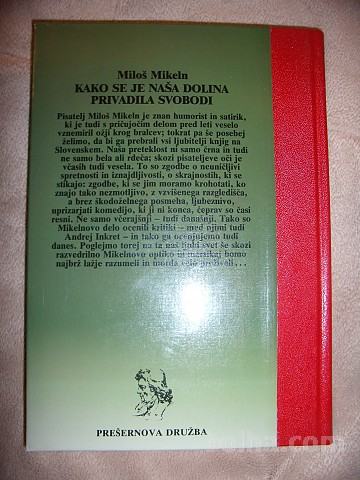 Miloš Mikeln
KAKO SE JE NAŠA DOLINA
PRIVADILA SVOBODI
Pisatelj Miloš Mikeln je znan humorist in satirik,
ki je tudi s pričujočim delom pred leti veselo
vznemiril ožji krog bralcev; tokrat pa še posebej
želimo, da bi ga prebrali vsi ljubitelji knjig na
Slovenskem. Naša preteklost ni samo črna in tudi
ne samo bela ali rdeča; skozi pisateljeve oči je
včasih tudi vesela. To so zgodbe o neuničljivi
spretnosti in iznajdljivosti, o skrajnostih, ki se
stikajo: zgodbe, ki se jim moramo krohotati, ko
znajo tako nezmotljivo, z vzvišenega razgledišča,
a brez škodoželnega posmeha, ljubeznivo,
uprizarjati komedijo, ki ji ni konca, čeprav so časi
resni. Ne samo včerajšnji – tudi današnji. Tako so
Mikelnovo delo ocenili kritiki – med njimi tudi
Andrej Inkret – in tako ga ocenjujemo tudi
danes. Poglejmo torej na ta naš ljubi svet še skozi
razvedrilno Mikelnovo optiko in marsikaj bomo
najbrž lažje razumeli in morda celo preživeli...
PREŠERNOVA DRUŽBA